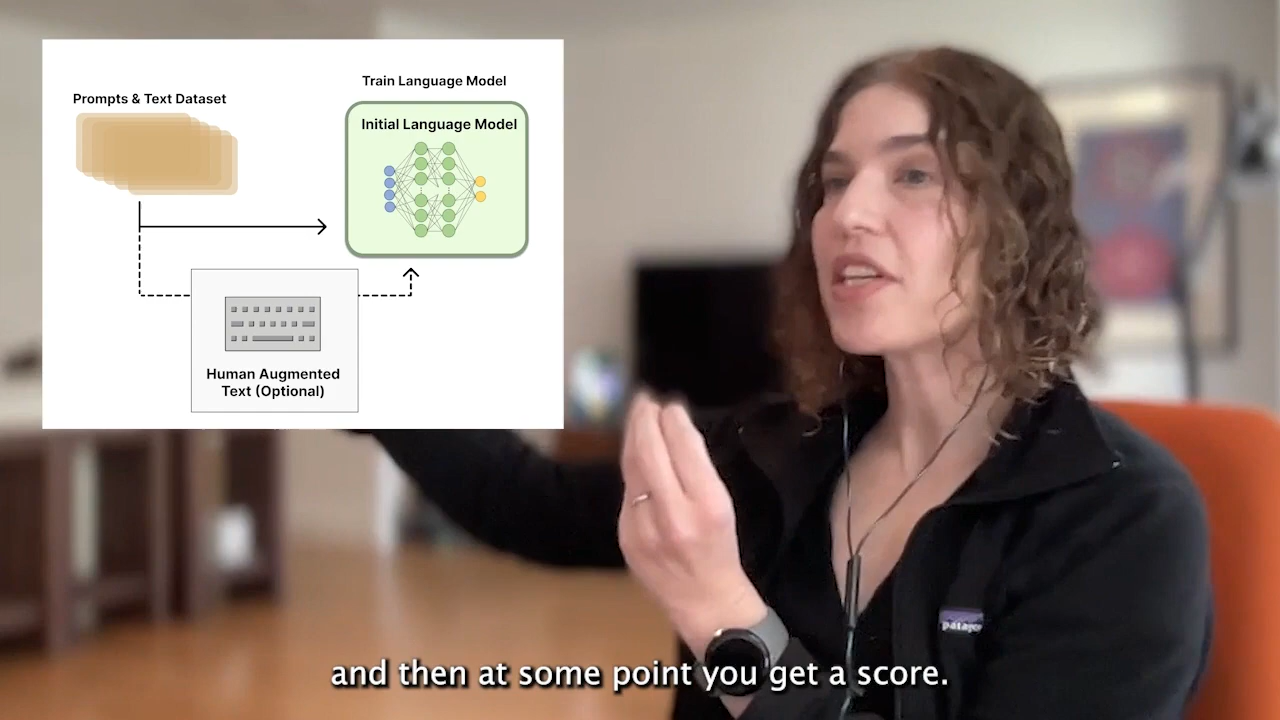 Train Language Model
Prompts & Text Dataset
Initial Language Model
Human Augmented
Text (Optional)
and then at some point you get a score.